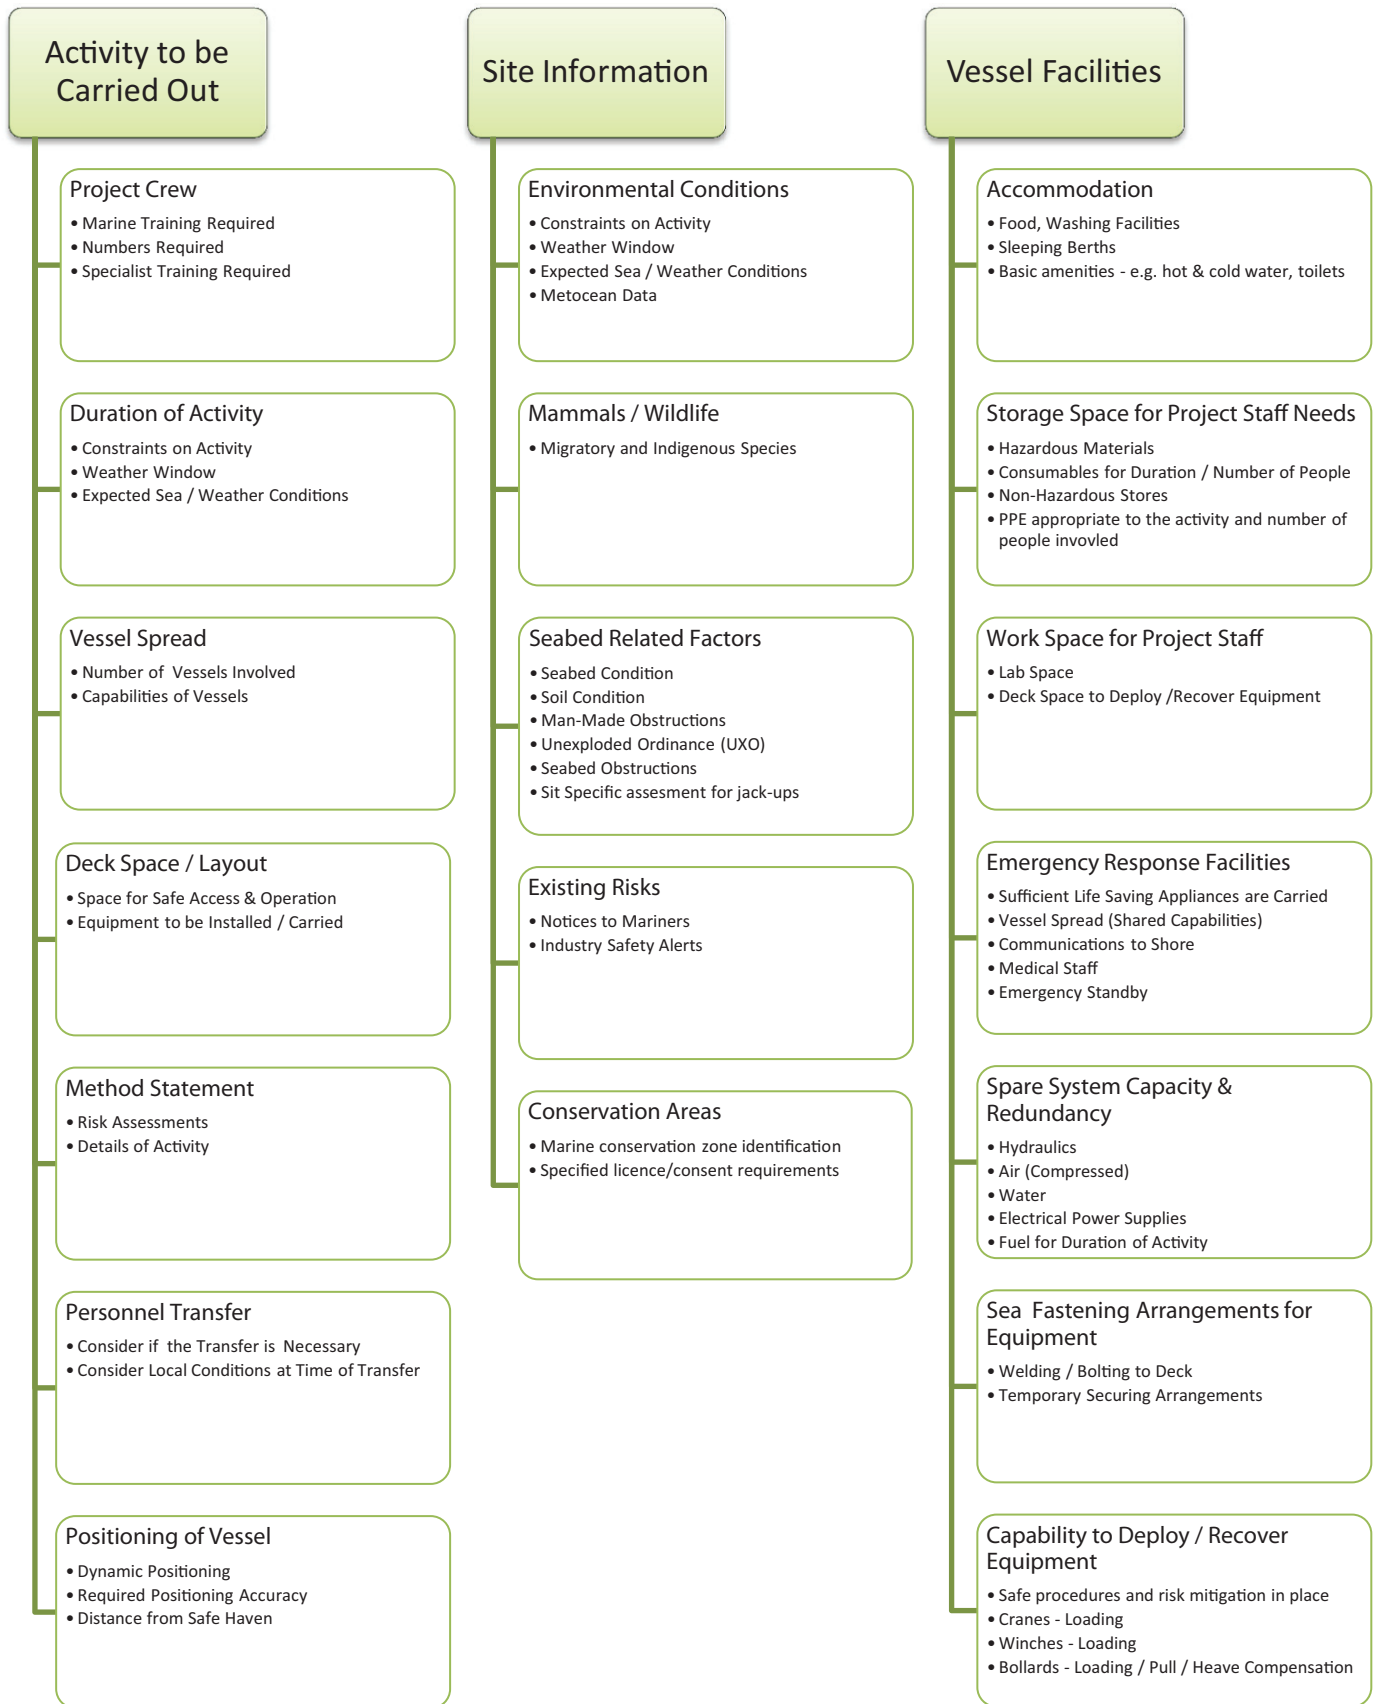 Activity to be
Carried Out
Project Crew
• Marine Training Required
• Numbers Required
• Specialist Training Required
Duration of Activity
• Constraints on Activity
• Weather Window
• Expected Sea / Weather Conditions
Vessel Spread
• Number of Vessels Involved
• Capabilities of Vessels
Deck Space / Layout
• Space for Safe Access & Operation
• Equipment to be Installed / Carried
Method Statement
• Risk Assessments
• Details of Activity
Personnel Transfer
• Consider if the Transfer is Necessary
• Consider Local Conditions at Time of Transfer
Positioning of Vessel
• Dynamic Positioning
• Required Positioning Accuracy
• Distance from Safe Haven
Site Information
Environmental Conditions
• Constraints on Activity
• Weather Window
• Expected Sea / Weather Conditions
• Metocean Data
Mammals / Wildlife
• Migratory and Indigenous Species
Seabed Related Factors
• Seabed Condition
• Soil Condition
• Man-Made Obstructions
• Unexploded Ordinance (UXO)
• Seabed Obstructions
• Sit Specific assesment for jack-ups
Existing Risks
• Notices to Mariners
• Industry Safety Alerts
Conservation Areas
• Marine conservation zone identification
• Specified licence/consent requirements
Vessel Facilities
Accommodation
• Food, Washing Facilities
• Sleeping Berths
• Basic amenities - e.g. hot & cold water, toilets
Storage Space for Project Staff Needs
• Hazardous Materials
• Consumables for Duration / Number of People
• Non-Hazardous Stores
• PPE appropriate to the activity and number of
people invovled
Work Space for Project Staff
• Lab Space
• Deck Space to Deploy /Recover Equipment
Emergency Response Facilities
• Sufficient Life Saving Appliances are Carried
• Vessel Spread (Shared Capabilities)
• Communications to Shore
• Medical Staff
• Emergency Standby
Spare System Capacity &
Redundancy
• Hydraulics
• Air (Compressed)
• Water
• Electrical Power Supplies
• Fuel for Duration of Activity
Sea Fastening Arrangements for
Equipment
• Welding / Bolting to Deck
• Temporary Securing Arrangements
Capability to Deploy / Recover
Equipment
• Safe procedures and risk mitigation in place
• Cranes - Loading
• Winches - Loading
• Bollards - Loading / Pull / Heave Compensation